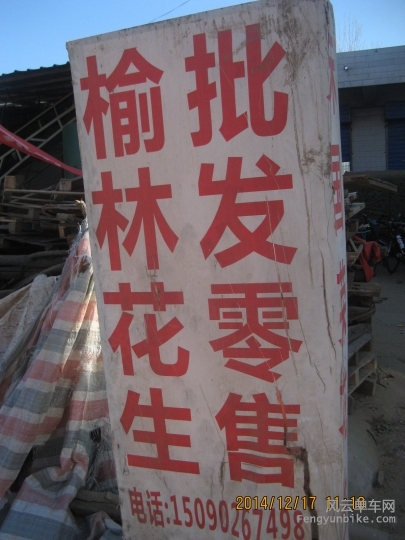 榆林花生
批发零售
电话:15090267498
2014/12/17 11:18
风云单车网
Fengyunbike.com